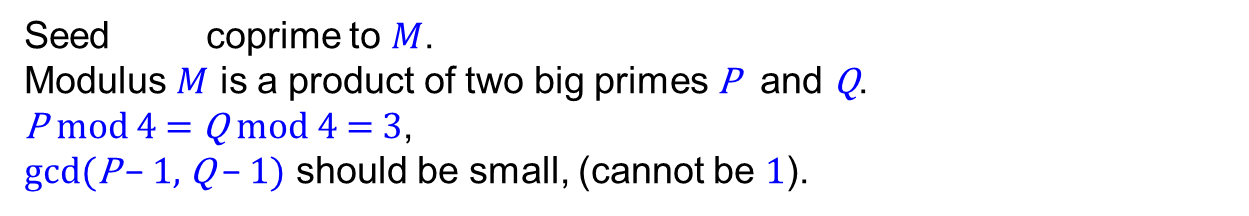 Seed coprime to M.
Modulus M is a product of two big primes P and Q.
P mod 4 = Q mod 4 = 3,
gcd(P− 1, Q− 1) should be small, (cannot be 1).